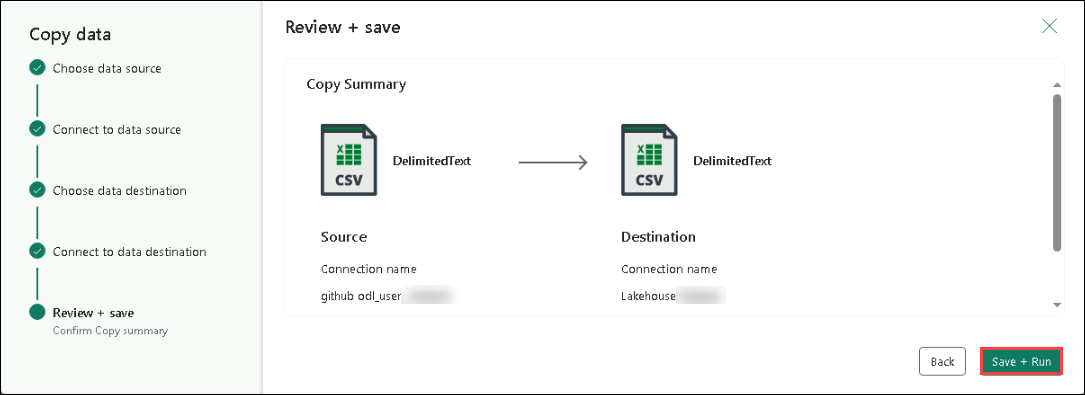 Copy data
Choose data source
Connect to data source
Choose data destination
Connect to data destination
Review + save
Confirm Copy summary
Review + save
Copy Summary
X
CSV
DelimitedText
X
CSV
DelimitedText
Source
Connection name
github odl_user
Destination
Connection name
Lakehouse
Back
Save + Run